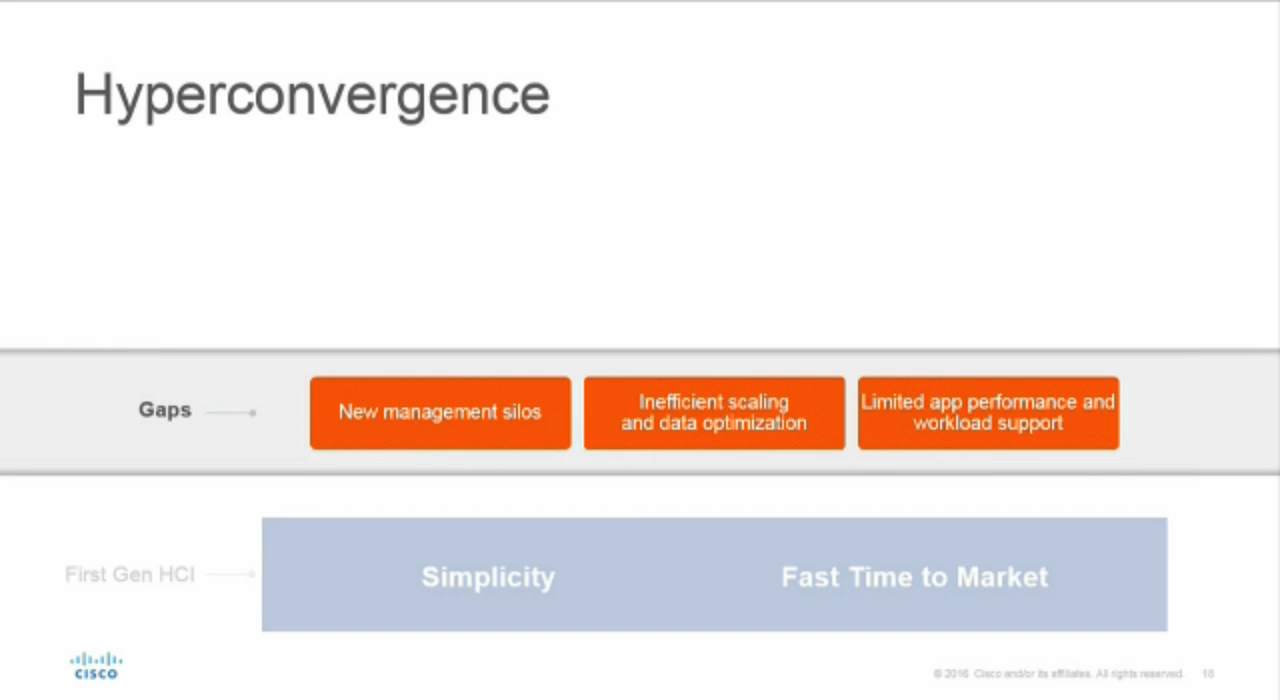 Hyperconvergence
Gaps
New management silos
Inefficient scaling
and data optimization
Limited app performance and
workload support
First Gen HCI
Simplicity
Fast Time to Market
CISCO
© 2016 Cisco and/or its affiliates. All rights reserved.